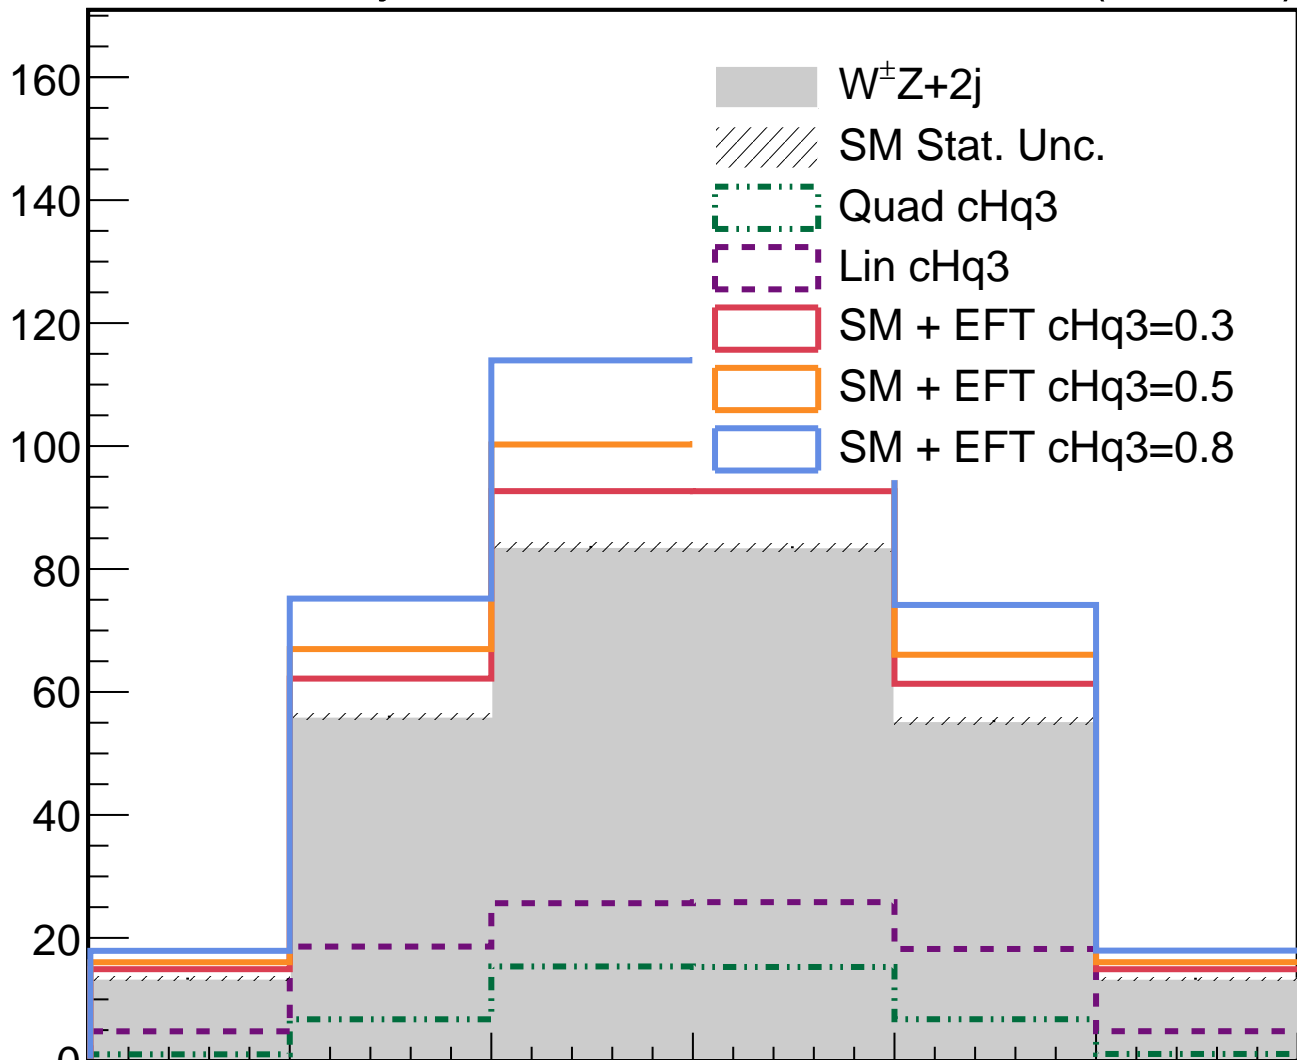 160
140
120
100
80
60
40
20
0
W±Z+2j
SM Stat. Unc.
Quad cHq3
Lin cHq3
SM + EFT cHq3=0.3
SM + EFT cHq3=0.5
SM + EFT cHq3=0.8